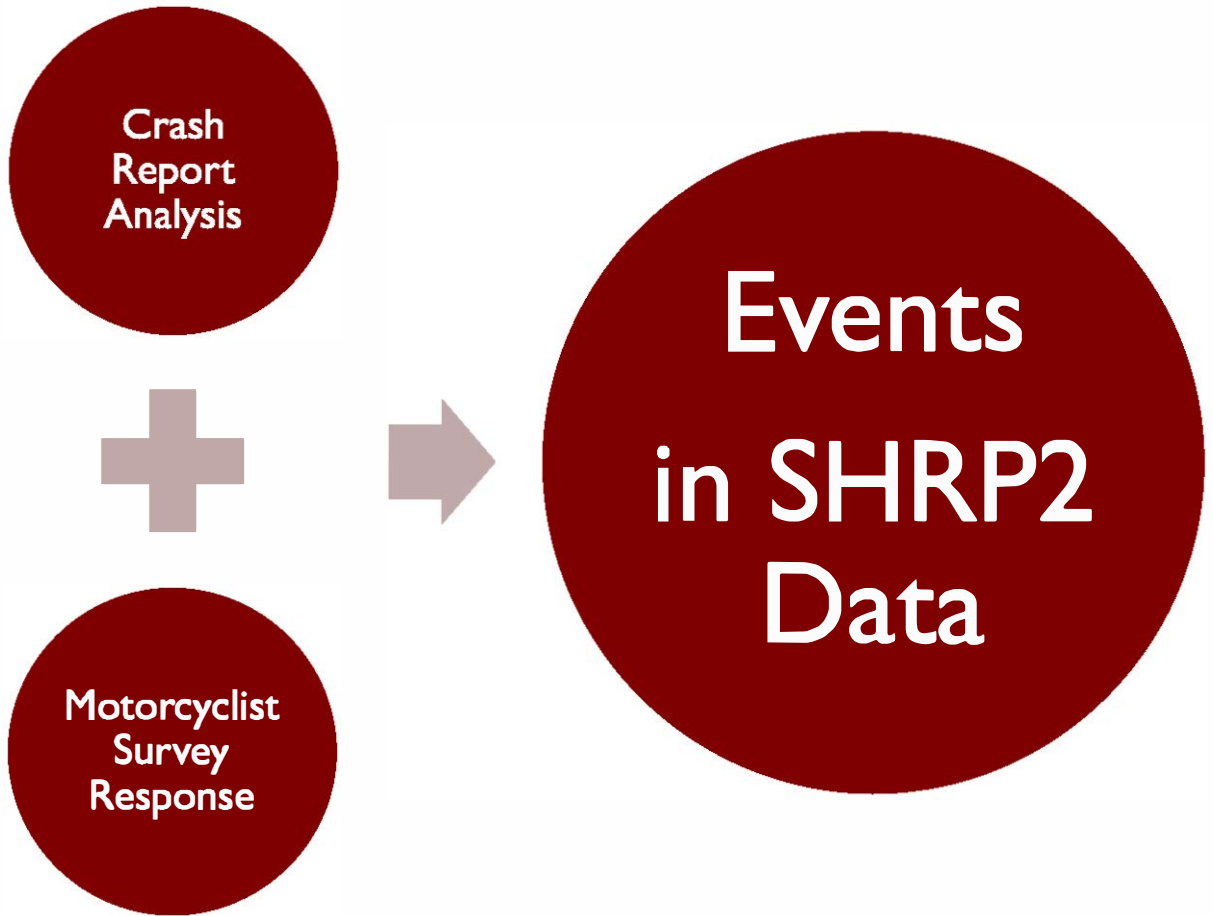 Crash
Report
Analysis
Motorcyclist
Survey
Response
Events
in SHRP2
Data